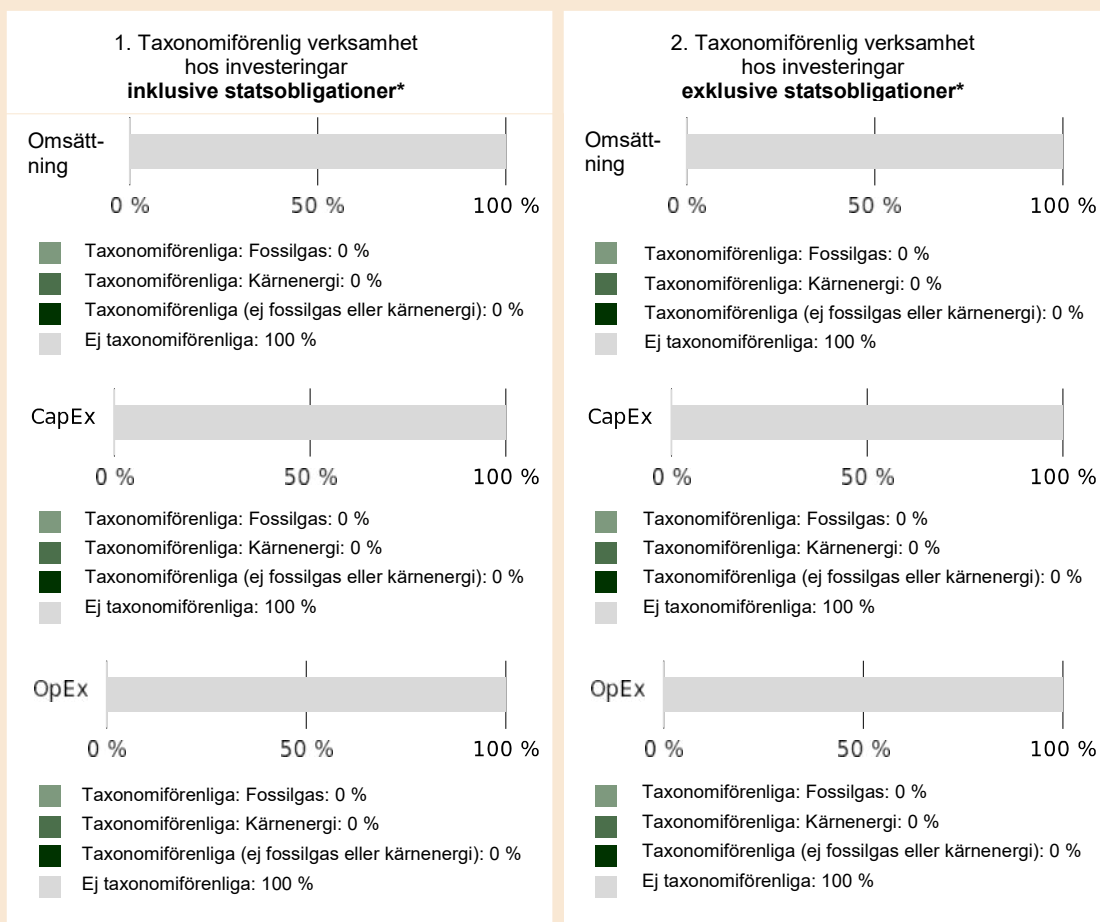 1. Taxonomiförenlig verksamhet
hos investeringar
inklusive statsobligationer*
Omsätt-
ning
0 %
50 %
100 %
Taxonomiförenliga: Fossilgas: 0 %
Taxonomiförenliga: Kärnenergi: 0 %
Taxonomiförenliga (ej fossilgas eller kärnenergi): 0 %
Ej taxonomiförenliga: 100 %
CapEx
0 %
50 %
100 %
Taxonomiförenliga: Fossilgas: 0 %
Taxonomiförenliga: Kärnenergi: 0 %
Taxonomiförenliga (ej fossilgas eller kärnenergi): 0 %
Ej taxonomiförenliga: 100 %
OpEx
0 %
50 %
100 %
Taxonomiförenliga: Fossilgas: 0 %
Taxonomiförenliga: Kärnenergi: 0 %
Taxonomiförenliga (ej fossilgas eller kärnenergi): 0 %
Ej taxonomiförenliga: 100 %
2. Taxonomiförenlig verksamhet
hos investeringar
exklusive statsobligationer*
Omsätt-
ning
0 %
50 %
100 %
Taxonomiförenliga: Fossilgas: 0 %
Taxonomiförenliga: Kärnenergi: 0 %
Taxonomiförenliga (ej fossilgas eller kärnenergi): 0 %
Ej taxonomiförenliga: 100 %
CapEx
0 %
50 %
100 %
Taxonomiförenliga: Fossilgas: 0 %
Taxonomiförenliga: Kärnenergi: 0 %
Taxonomiförenliga (ej fossilgas eller kärnenergi): 0 %
Ej taxonomiförenliga: 100 %
OpEx
0 %
50 %
100 %
Taxonomiförenliga: Fossilgas: 0 %
Taxonomiförenliga: Kärnenergi: 0 %
Taxonomiförenliga (ej fossilgas eller kärnenergi): 0 %
Ej taxonomiförenliga: 100 %